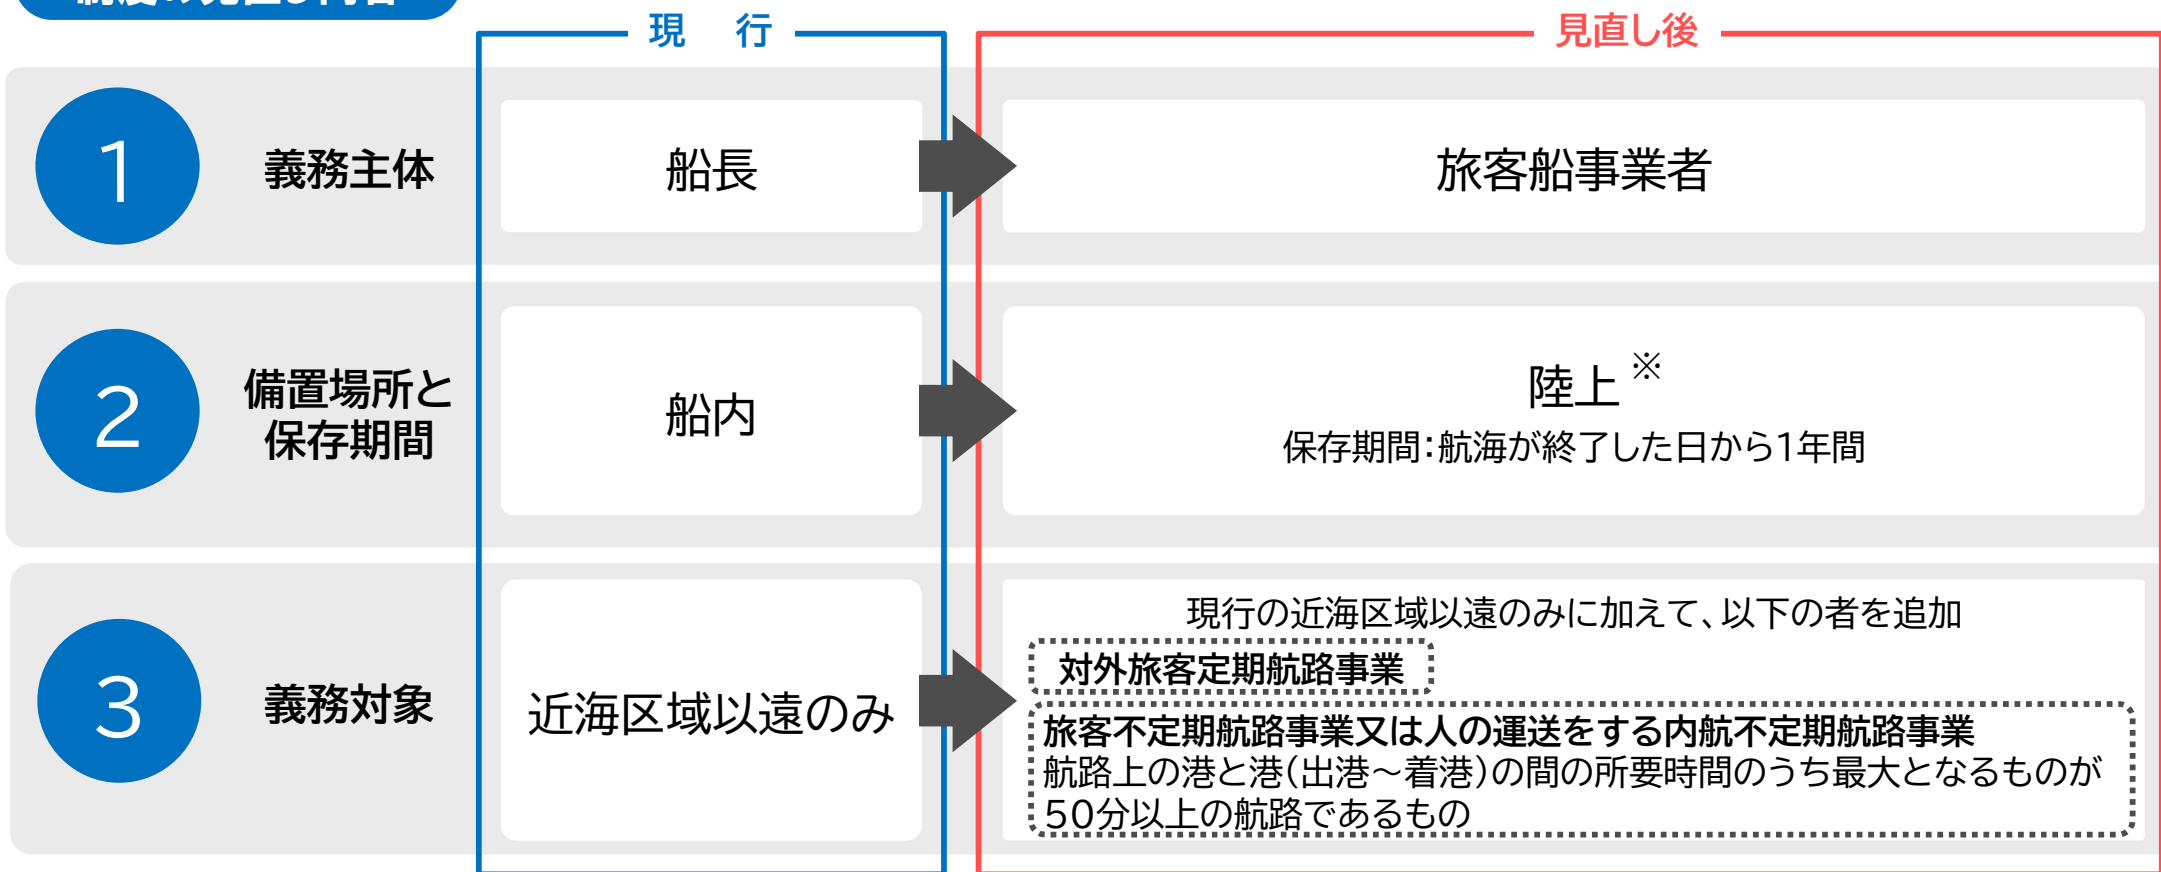 現 行
見直し後
1
義務主体
船長
旅客船事業者
2
備置場所と
保存期間
船内
陸上※
保存期間：航海が終了した日から1年間
3
義務対象
近海区域以遠のみ
現行の近海区域以遠のみに加えて、以下の者を追加
対外旅客定期航路事業
旅客不定期航路事業又は人の運送をする内航不定期航路事業
航路上の港と港（出港～着港）の間の所要時間のうち最大となるものが
50分以上の航路であるもの